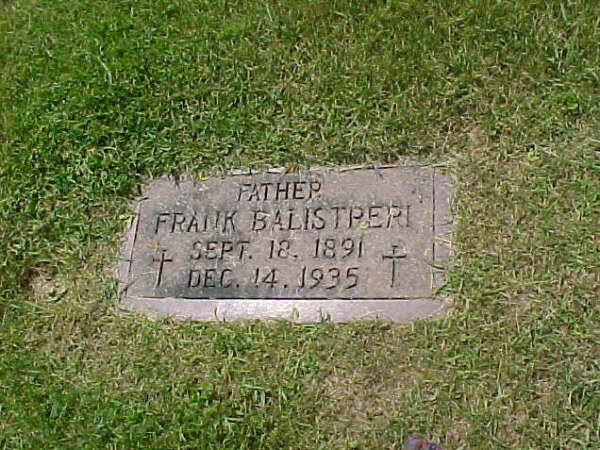 FATHER
FRANK BALISTRERI
SEPT. 18. 1891
DEC. 14. 1935